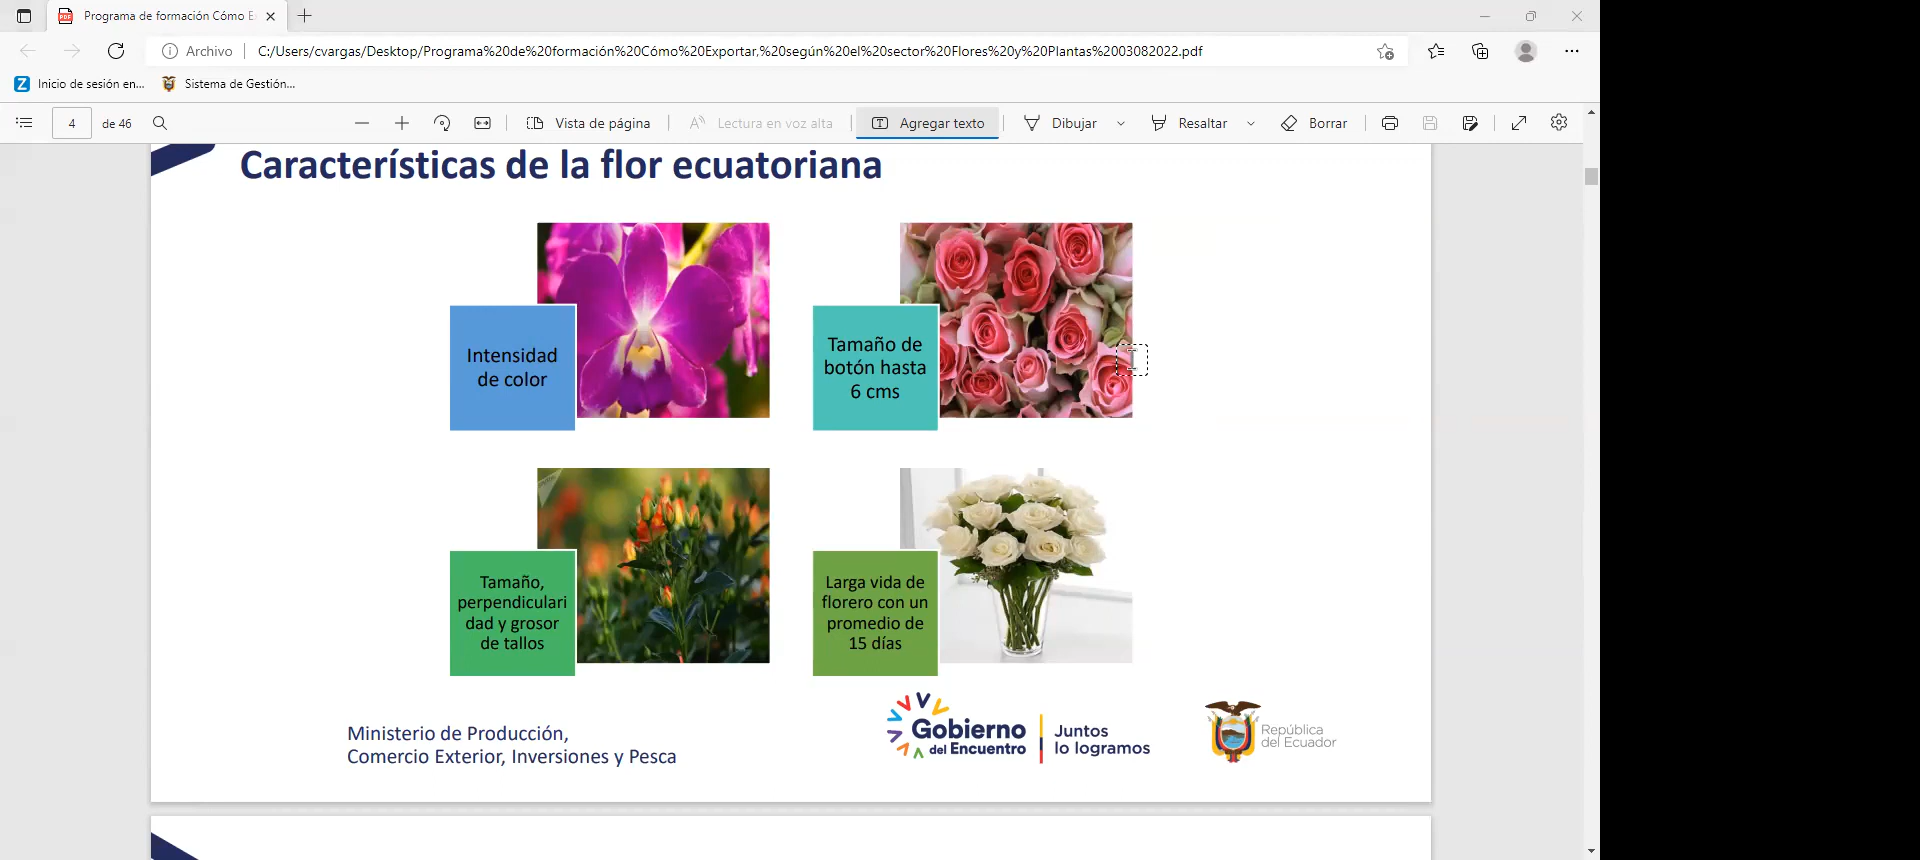 Programa de formación Cómo E
Archivo
C:/Users/cvargas/Desktop/Programa%20de%20formación%20Cómo%20Exportar,%20según%20el%20sector%20Flores%20y%20Plantas%2003082022.pdf
Inicio de sesión en...
Sistema de Gestión...
4 de 46
Vista de página
Lectura en voz alta
Agregar texto
Dibujar
Resaltar
Borrar
Características de la flor ecuatoriana
Intensidad
de color
Tamaño de
botón hasta
6 cms
Tamaño,
perpendiculari
dad y grosor
de tallos
Larga vida de
florero con un
promedio de
15 días
Ministerio de Producción,
Comercio Exterior, Inversiones y Pesca
Gobierno
del Encuentro
Juntos
lo logramos
República
del Ecuador